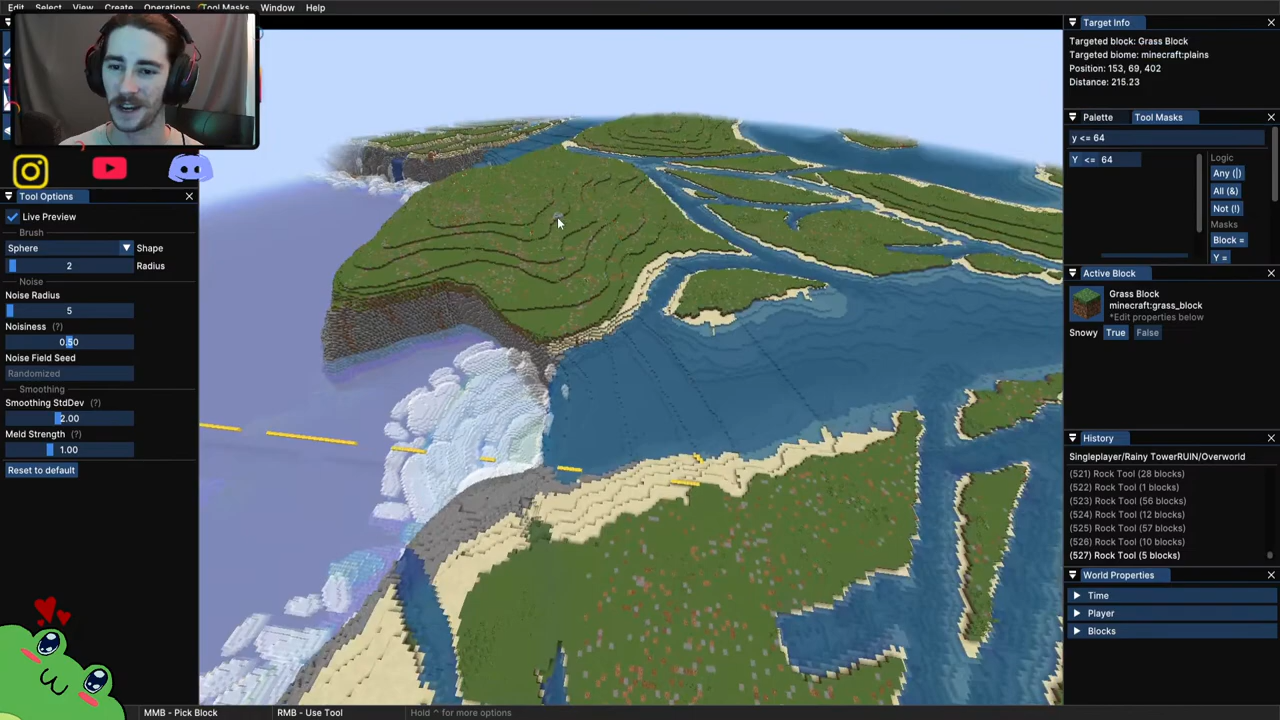 Edit Select View Create Operations Tool Masks Window Help
Tool Options
Live Preview
Brush
Sphere Shape
2 Radius
Noise
Noise Radius
5
Noisiness (?)
0.50
Noise Field Seed
Randomized
Smoothing
Smoothing StdDev (?)
2.00
Meld Strength (?)
1.00
Reset to default
Target Info
Targeted block: Grass Block
Targeted biome: minecraft:plains
Position: 153, 69, 402
Distance: 215.23
Palette Tool Masks
y <= 64
Y <= 64
Logic
Any (|)
All (&)
Not (!)
Masks
Block =
Y =
Active Block
Grass Block
minecraft:grass_block
*Edit properties below
Snowy True False
History
Singleplayer/Rainy TowerRUIN/Overworld
(521) Rock Tool (28 blocks)
(522) Rock Tool (1 blocks)
(523) Rock Tool (56 blocks)
(524) Rock Tool (12 blocks)
(525) Rock Tool (57 blocks)
(526) Rock Tool (10 blocks)
(527) Rock Tool (5 blocks)
World Properties
Time
Player
Blocks
MMB - Pick Block RMB - Use Tool Hold ^ for more options